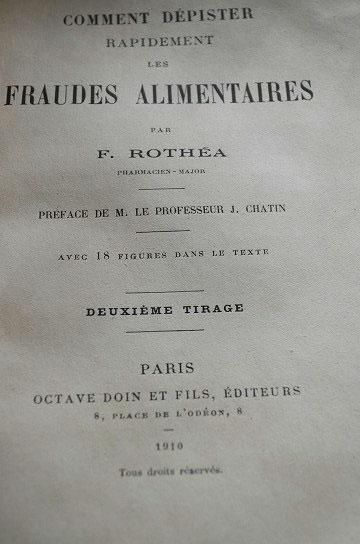 COMMENT DÉPISTER
RAPIDEMENT
LES
FRAUDES ALIMENTAIRES
PAR
F. ROTHÉA
PHARMACIEN-MAJOR
PRÉFACE DE M. LE PROFESSEUR J. CHATIN
AVEC 18 FIGURES DANS LE TEXTE
DEUXIÈME TIRAGE
PARIS
OCTAVE DOIN ET FILS, ÉDITEURS
8, PLACE DE L'ODÉON, 8
—
1910
Tous droits réservés.